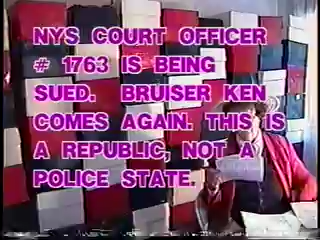 NYS COURT OFFICER
# 1763 IS BEING
SUED. BRUISER KEN
COMES AGAIN. THIS IS
A REPUBLIC, NOT A
POLICE STATE.